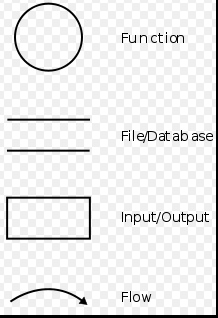 Function
File/Database
Input/Output
Flow